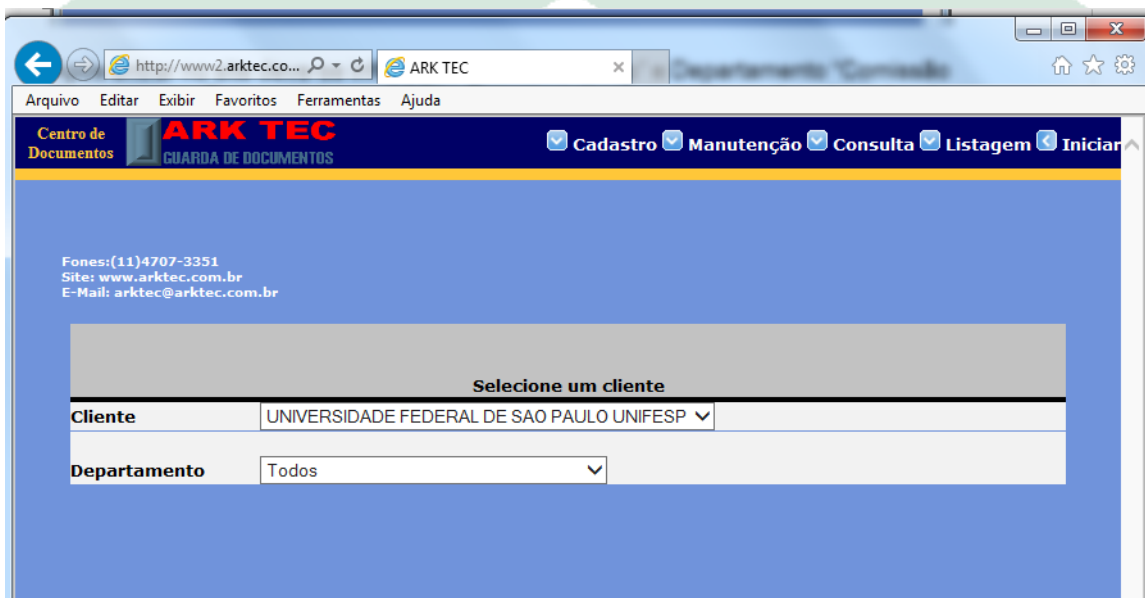 Departamento "Comissão
http://www2.arktec.co...
ARK TEC
Arquivo Editar Exibir Favoritos Ferramentas Ajuda
Centro de
Documentos
ARK TEC
GUARDA DE DOCUMENTOS
Cadastro Manutenção Consulta Listagem Iniciar
Fones:(11)4707-3351
Site: www.arktec.com.br
E-Mail: arktec@arktec.com.br
Selecione um cliente
Cliente UNIVERSIDADE FEDERAL DE SAO PAULO UNIFESP
Departamento Todos